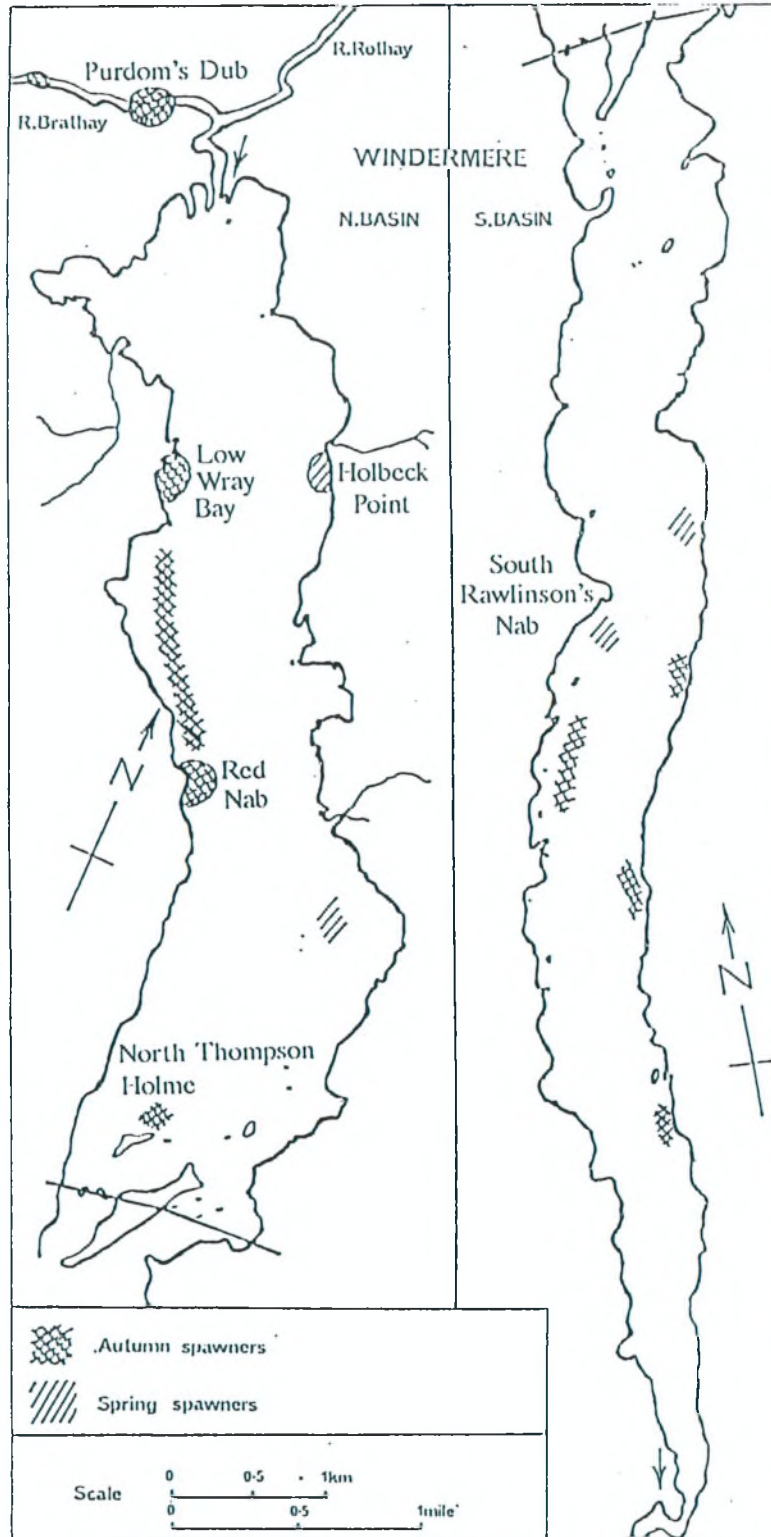 R.Rothay
Purdom's Dub
R.Brathay
WINDERMERE
N.BASIN
S.BASIN
Low
Wray
Bay
Holbeck
Point
South
Rawlinson's
Nab
Red
Nab
N
N
North Thompson
Holme
Autumn spawners
Spring spawners
Scale
0 0·5 1km
0 0·5 1mile